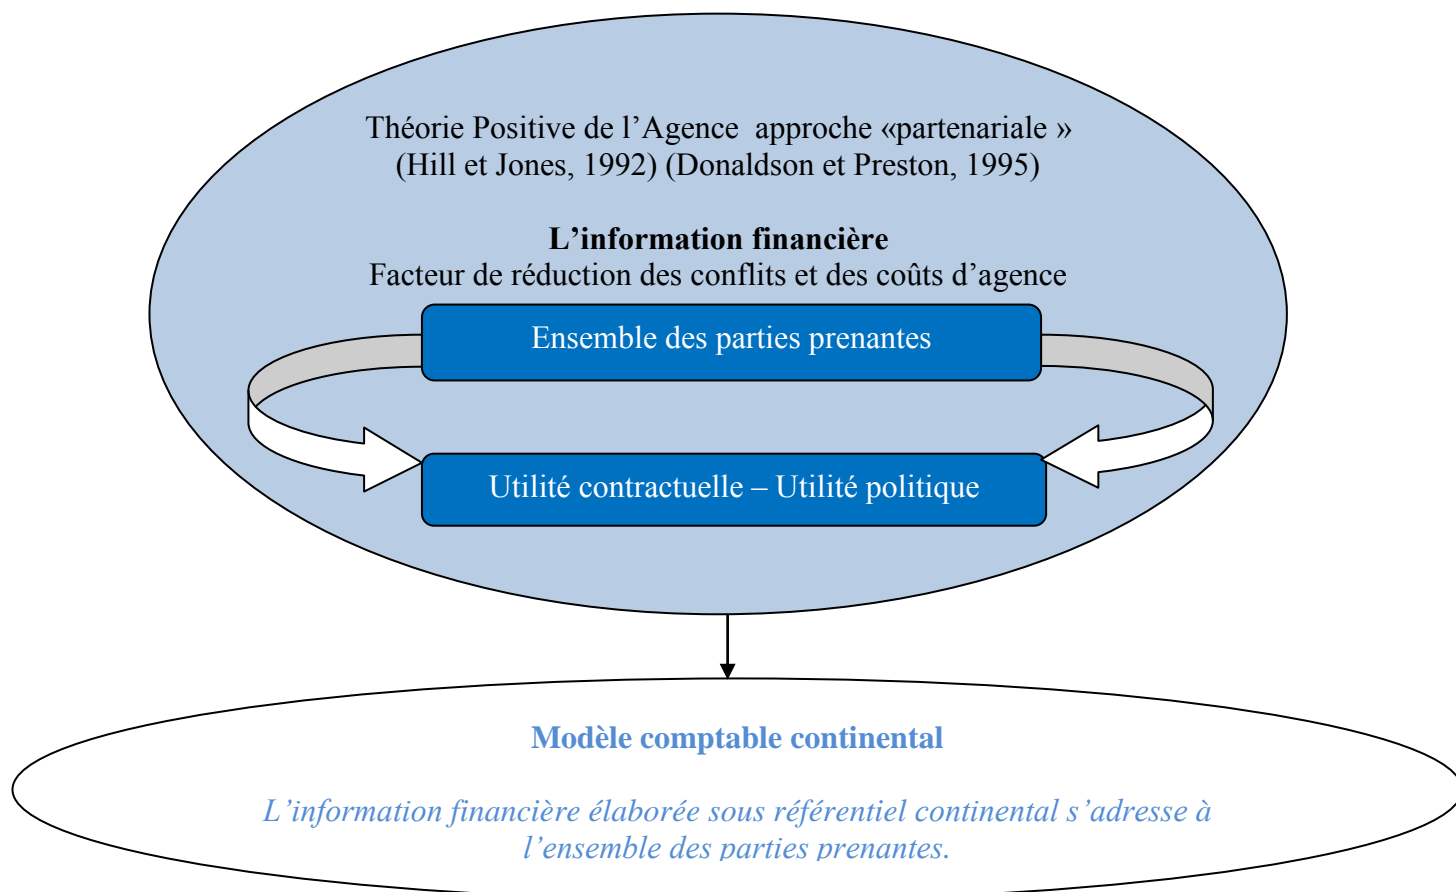 Théorie Positive de l’Agence  approche «partenariale »
(Hill et Jones, 1992) (Donaldson et Preston, 1995)
L’information financière
Facteur de réduction des conflits et des coûts d’agence
Ensemble des parties prenantes
Utilité contractuelle – Utilité politique
Modèle comptable continental
L’information financière élaborée sous référentiel continental s’adresse à
l’ensemble des parties prenantes.